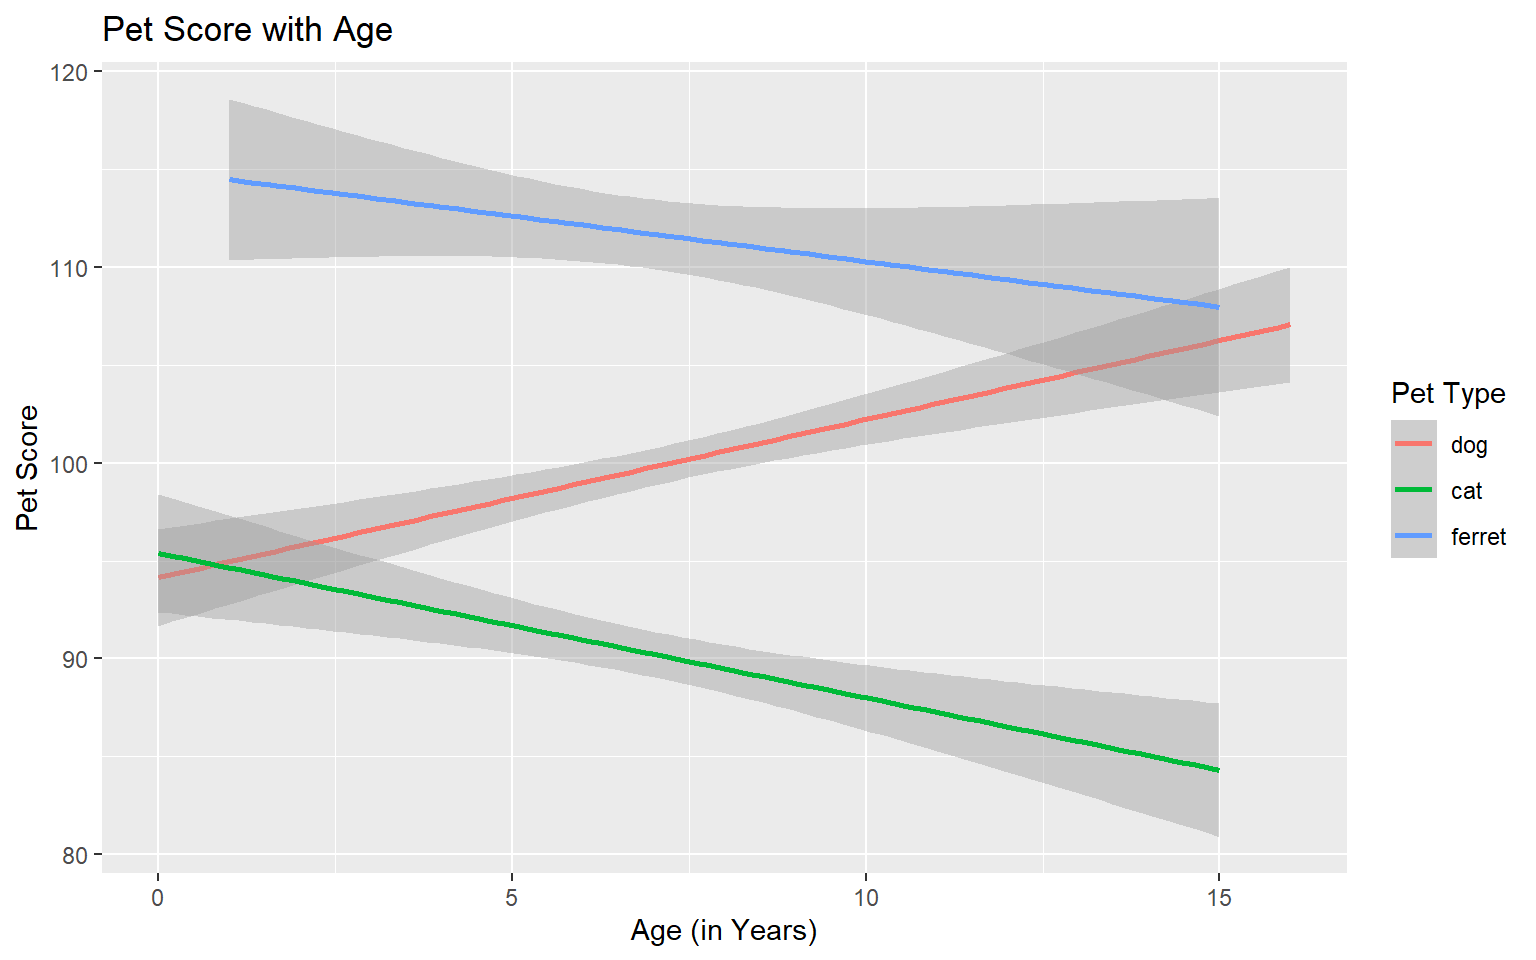 Pet Score with Age
120
110
100
90
80
Pet Score
0 5 10 15
Age (in Years)
Pet Type
dog
cat
ferret